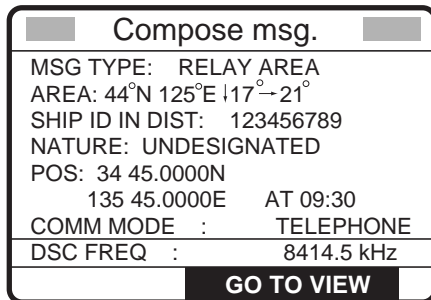 Compose msg.
MSG TYPE: RELAY AREA
AREA: 44°N 125°E ↓17°→21°
SHIP ID IN DIST: 123456789
NATURE: UNDESIGNATED
POS: 34 45.0000N
135 45.0000E AT 09:30
COMM MODE : TELEPHONE
DSC FREQ : 8414.5 kHz
GO TO VIEW